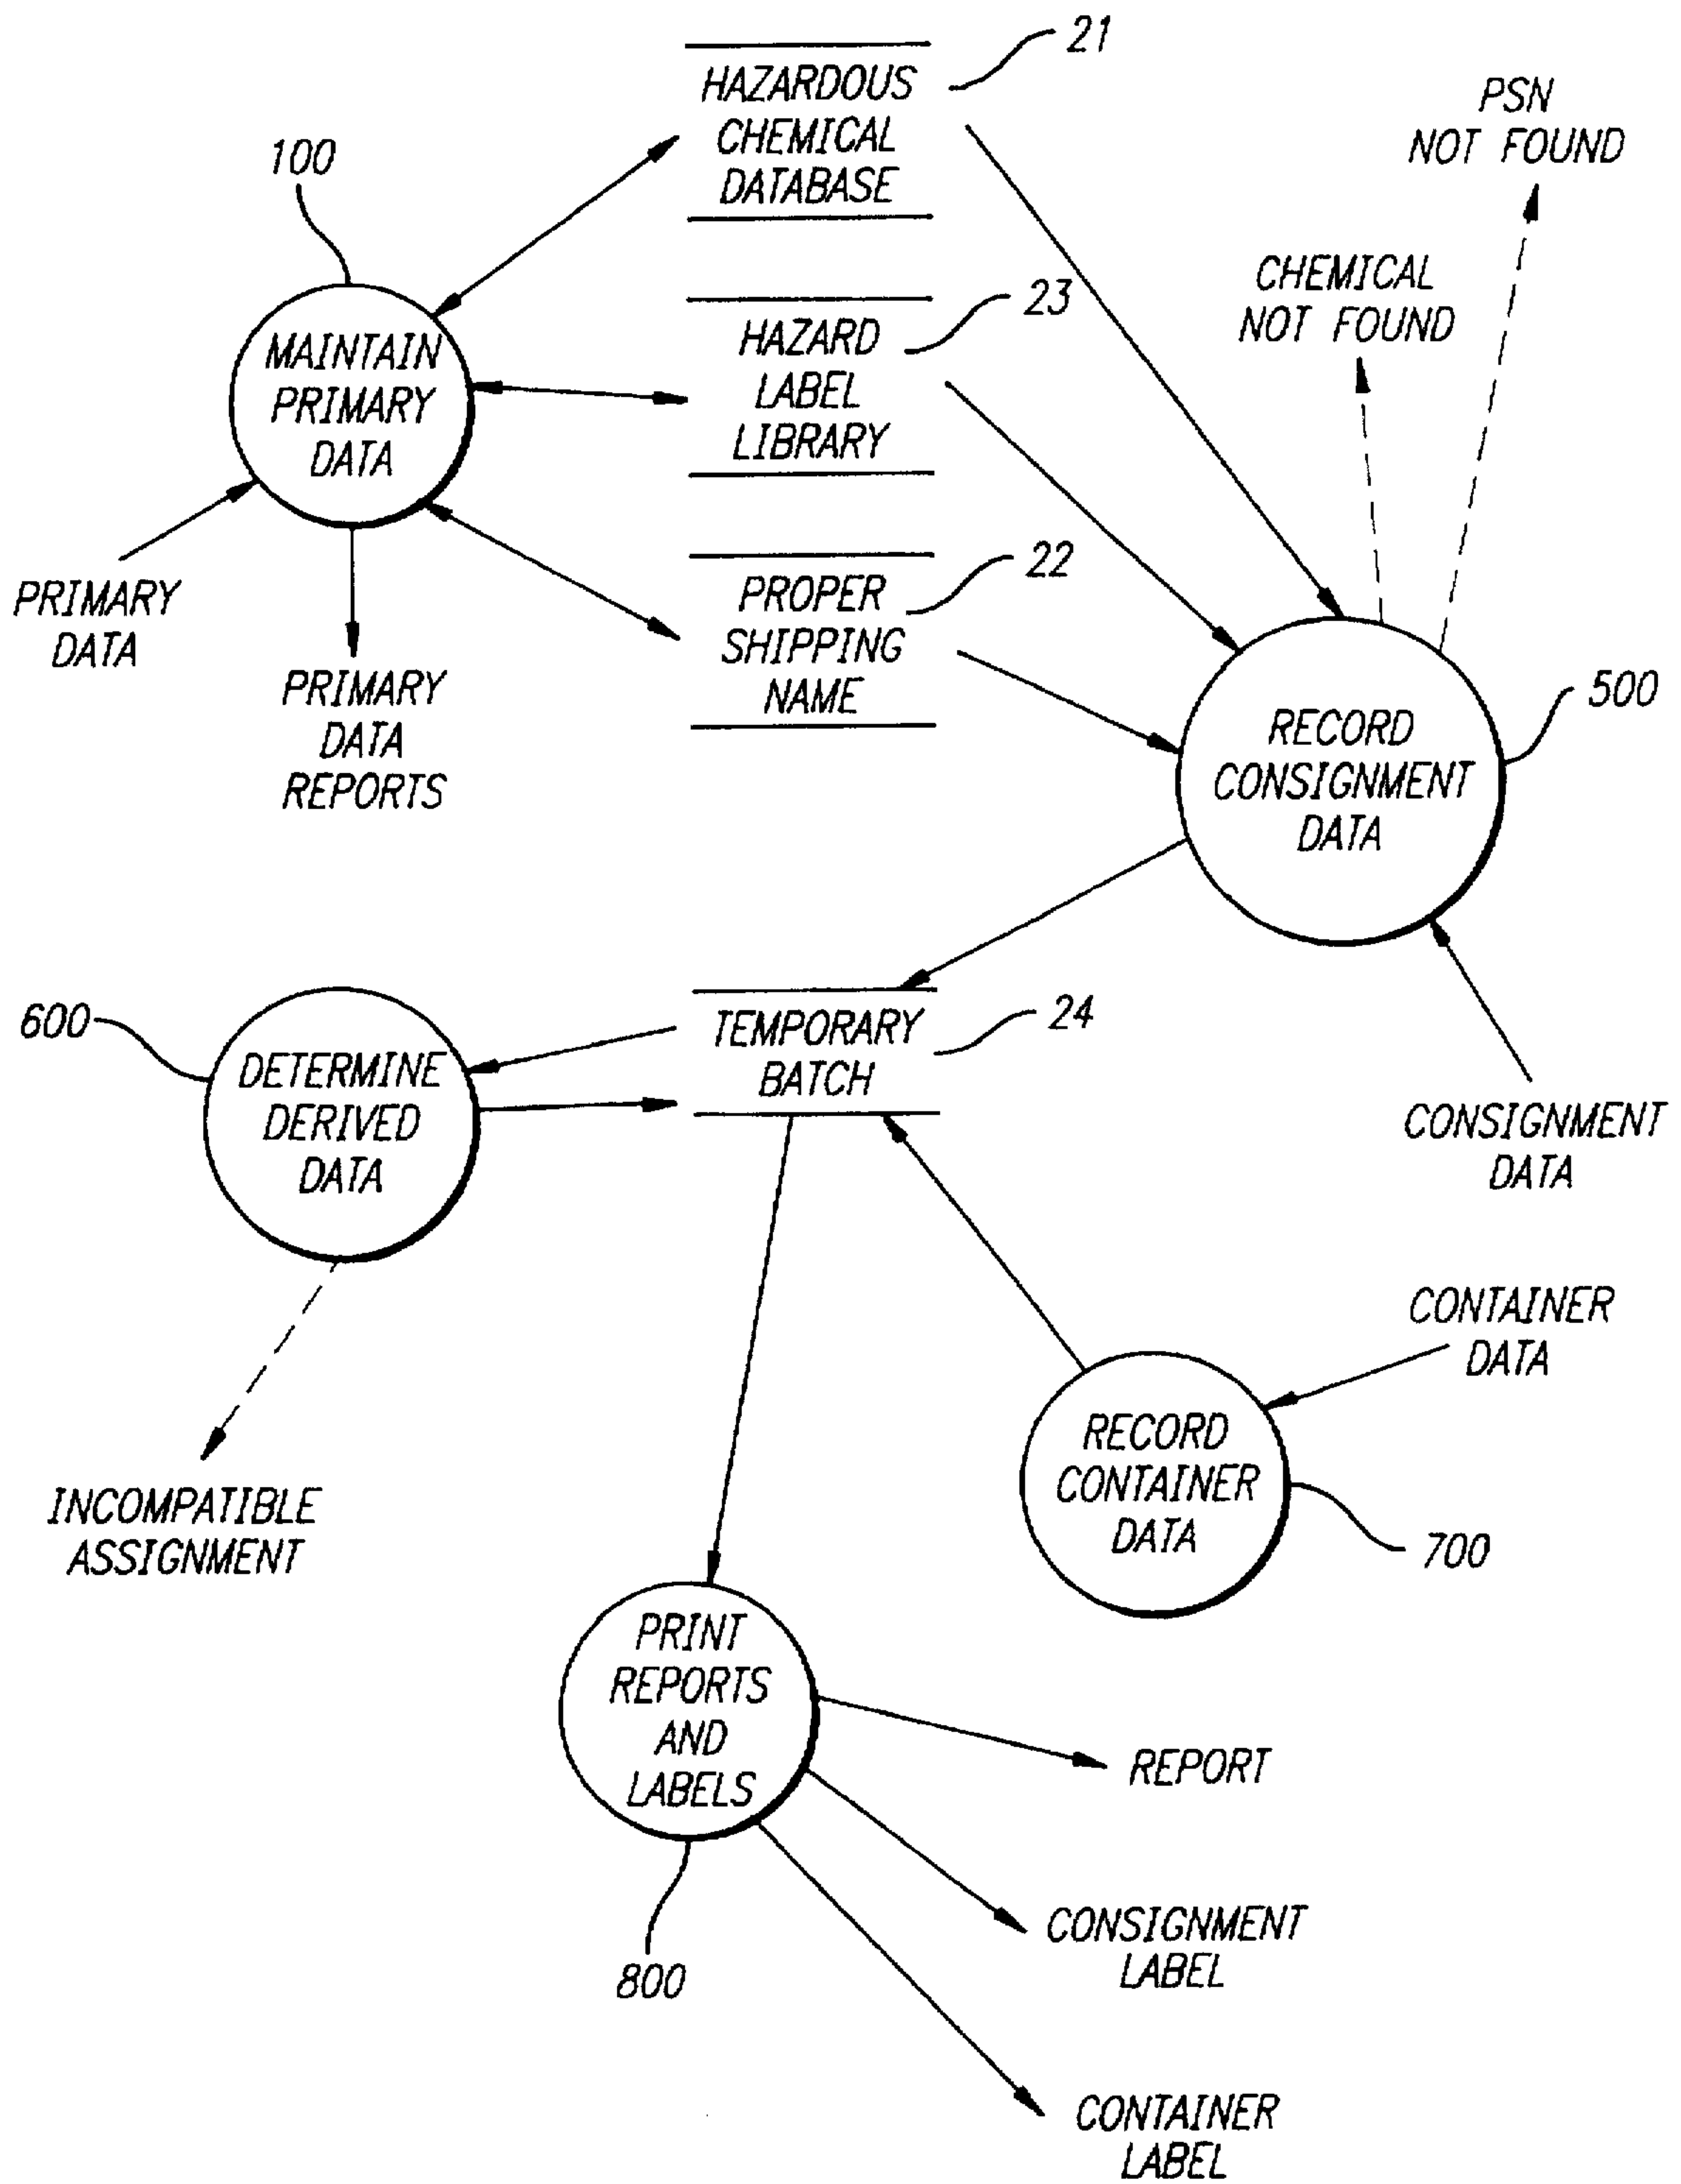 21
HAZARDOUS
CHEMICAL
DATABASE
PSN
NOT FOUND
100
CHEMICAL
NOT FOUND
23
HAZARD
LABEL
LIBRARY
MAINTAIN
PRIMARY
DATA
22
PROPER
SHIPPING
NAME
PRIMARY
DATA
PRIMARY
DATA
REPORTS
500
RECORD
CONSIGNMENT
DATA
600
DETERMINE
DERIVED
DATA
TEMPORARY
BATCH
24
CONSIGNMENT
DATA
CONTAINER
DATA
INCOMPATIBLE
ASSIGNMENT
RECORD
CONTAINER
DATA
700
PRINT
REPORTS
AND
LABELS
REPORT
800
CONSIGNMENT
LABEL
CONTAINER
LABEL